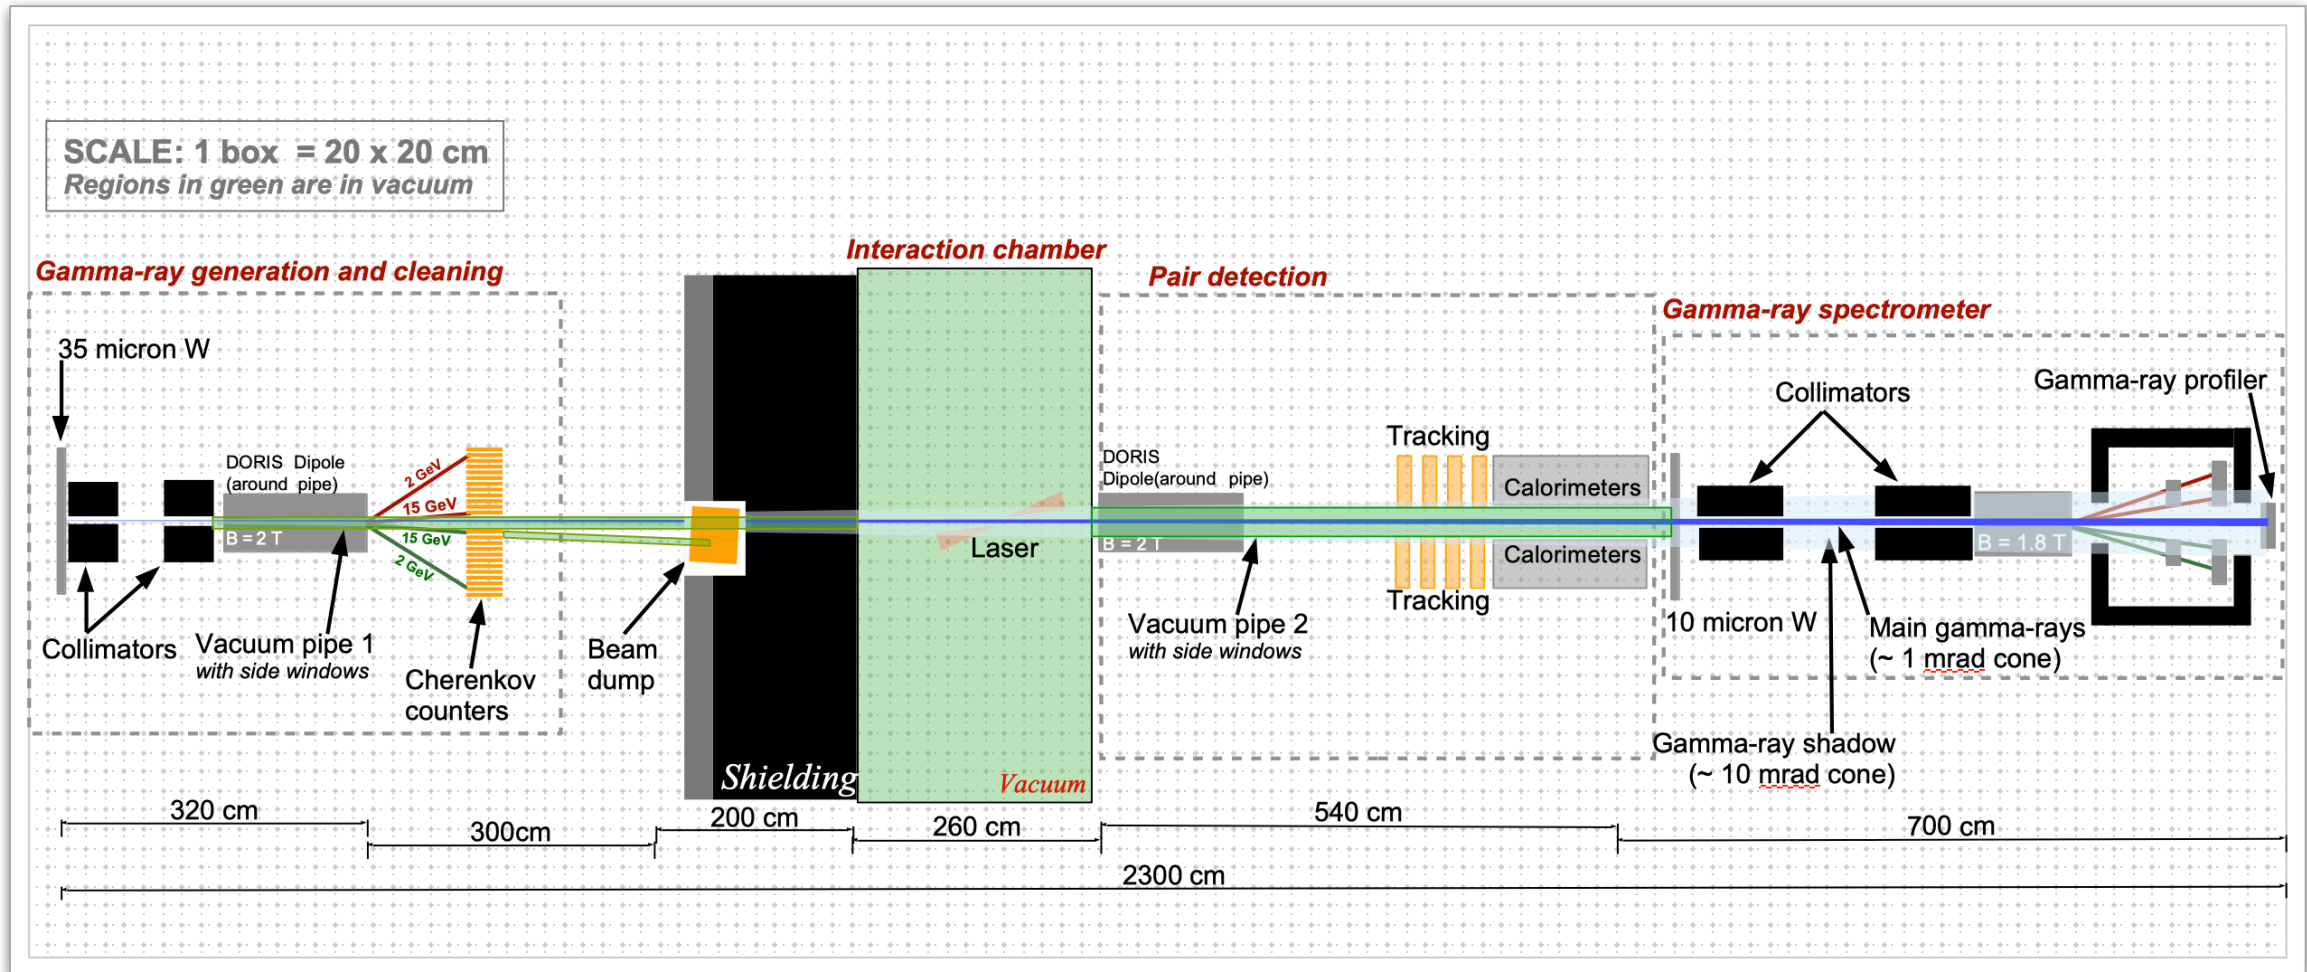 SCALE: 1 box = 20 x 20 cm
Regions in green are in vacuum
Interaction chamber
Gamma-ray generation and cleaning
Pair detection
Gamma-ray spectrometer
35 micron W
Gamma-ray profiler
Collimators
Tracking
DORIS Dipole
(around pipe)
2 GeV
15 GeV
DORIS
Dipole(around pipe)
Calorimeters
B = 2 T
15 GeV
2 GeV
Laser
B = 2 T
Calorimeters
B = 1.8 T
Tracking
Collimators
Vacuum pipe 1
with side windows
Cherenkov
counters
Beam
dump
Vacuum pipe 2
with side windows
10 micron W
Main gamma-rays
(~ 1 mrad cone)
Gamma-ray shadow
(~ 10 mrad cone)
Shielding
Vacuum
320 cm
300cm
200 cm
260 cm
540 cm
700 cm
2300 cm